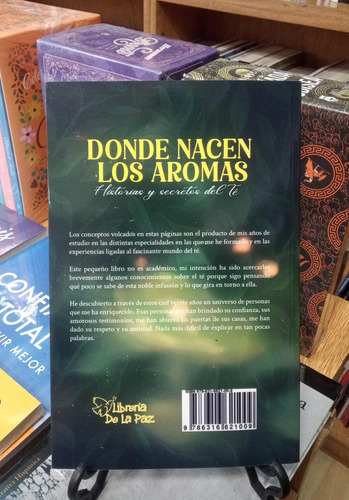 DONDE NACEN
LOS AROMAS
Historias y secretos del Té
Los conceptos volcados en estas páginas son el producto de mis años de
estudio en las distintas especialidades en las que me he formado y en las
experiencias ligadas al fascinante mundo del té.
Este pequeño libro no es académico, mi intención ha sido acercarles
brevemente algunos conocimientos sobre el té porque sigo pensando
qué poco se sabe de esta noble infusión y lo que gira en torno a ella.
He descubierto a través de estos casi veinte años un universo de personas
que me ha enriquecido. Esas personas me han brindado su confianza, sus
amorosos testimonios, me han abierto las puertas de sus casas, me han
dado su respeto y su amistad. Nada más difícil de explicar en tan pocas
palabras.
Librería
De La Paz
9 786316 621009
TOTAL
MEJOR